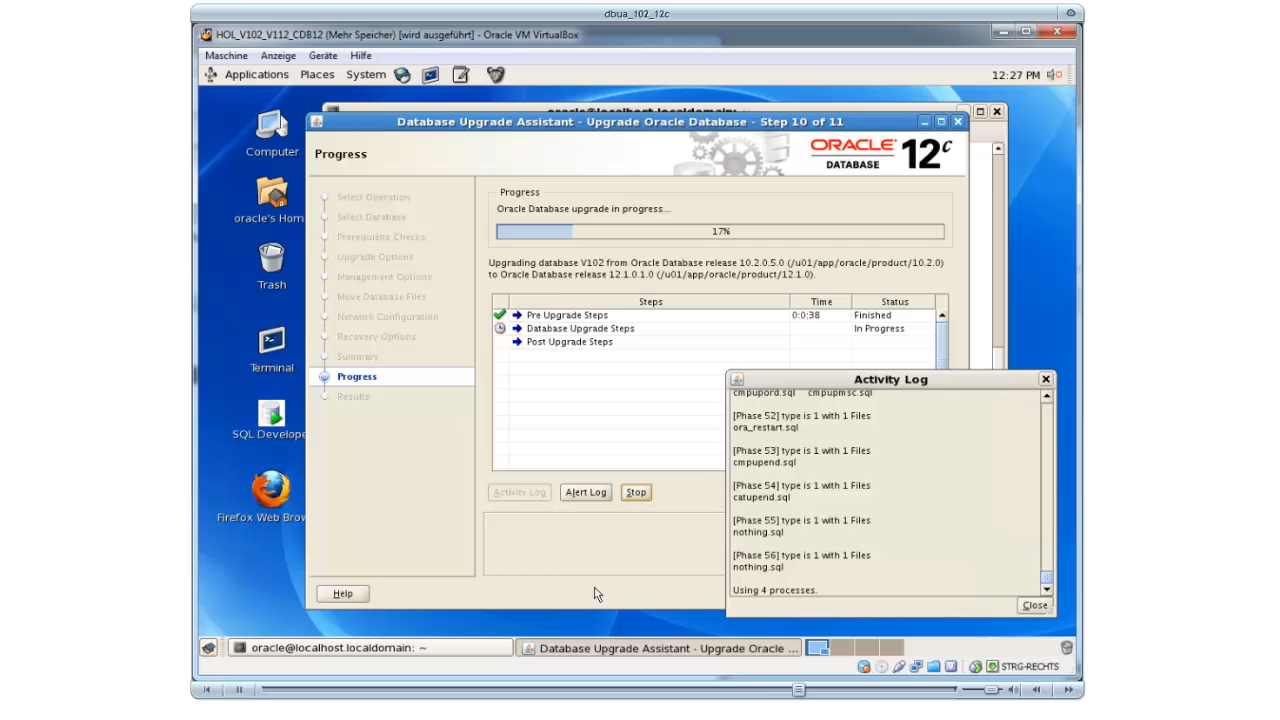 dbua_102_12c
HOL_V102_V112_CDB12 (Mehr Speicher) [wird ausgeführt] - Oracle VM VirtualBox
Maschine Anzeige Geräte Hilfe
Applications Places System 12:27 PM
Database Upgrade Assistant - Upgrade Oracle Database - Step 10 of 11
Progress
ORACLE
DATABASE 12c
Computer
oracle's Hom
Trash
Terminal
SQL Develope
Firefox Web Brow
Select Operation
Select Database
Prerequisite Checks
Upgrade Options
Management Options
Move Database Files
Network Configuration
Recovery Options
Summary
Progress
Results
Progress
Oracle Database upgrade in progress...
17%
Upgrading database V102 from Oracle Database release 10.2.0.5.0 (/u01/app/oracle/product/10.2.0)
to Oracle Database release 12.1.0.1.0 (/u01/app/oracle/product/12.1.0).
Steps Time Status
Pre Upgrade Steps 0:0:38 Finished
Database Upgrade Steps In Progress
Post Upgrade Steps
Activity Log Alert Log Stop
Help
Activity Log
cmpupord.sql cmpupmsc.sql
[Phase 52] type is 1 with 1 Files
ora_restart.sql
[Phase 53] type is 1 with 1 Files
cmpupend.sql
[Phase 54] type is 1 with 1 Files
catupend.sql
[Phase 55] type is 1 with 1 Files
nothing.sql
[Phase 56] type is 1 with 1 Files
nothing.sql
Using 4 processes.
Close
oracle@localhost.localdomain: ~ Database Upgrade Assistant - Upgrade Oracle ...
STRG-RECHTS